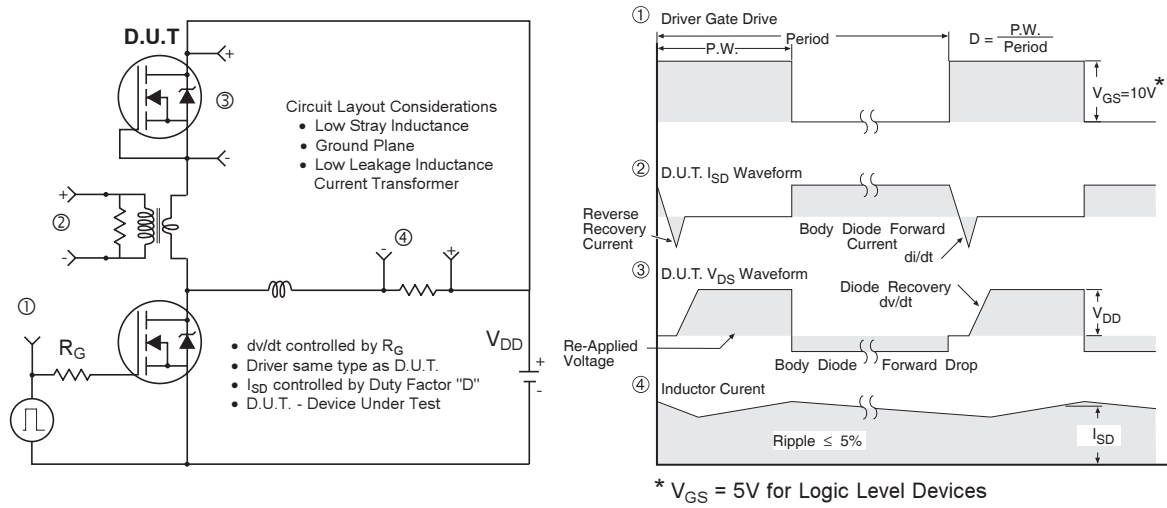 D.U.T
+
③
-
Circuit Layout Considerations
• Low Stray Inductance
• Ground Plane
• Low Leakage Inductance
Current Transformer
+
②
-
④
-
+
①
R_G
V_DD
+
-
• dv/dt controlled by R_G
• Driver same type as D.U.T.
• I_SD controlled by Duty Factor "D"
• D.U.T. - Device Under Test
① Driver Gate Drive
P.W.
Period
D = P.W. / Period
V_GS=10V*
② D.U.T. I_SD Waveform
Reverse
Recovery
Current
Body Diode Forward
Current
di/dt
③ D.U.T. V_DS Waveform
Diode Recovery
dv/dt
V_DD
Re-Applied
Voltage
Body Diode Forward Drop
④ Inductor Curent
Ripple ≤ 5%
I_SD
* V_GS = 5V for Logic Level Devices